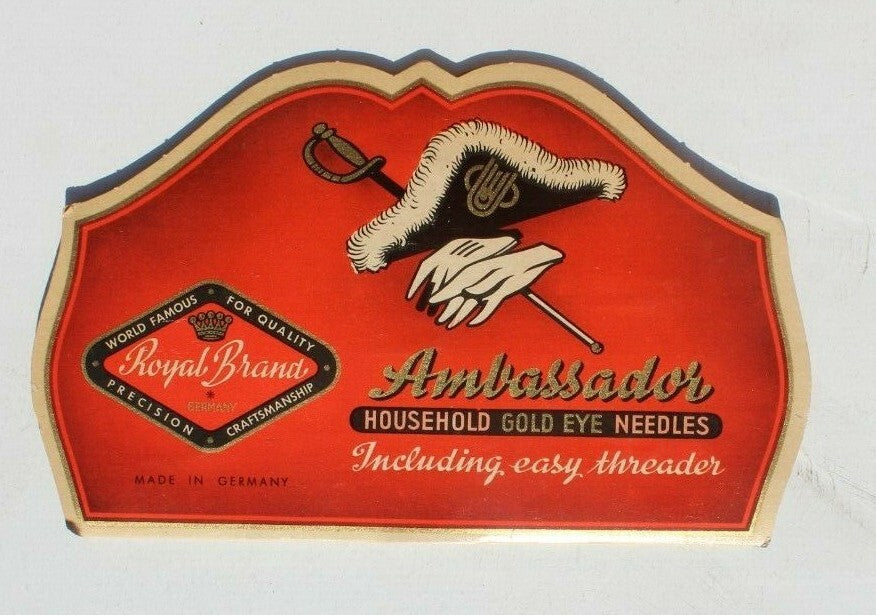 WORLD FAMOUS FOR QUALITY
Royal Brand
GERMANY
PRECISION CRAFTSMANSHIP
MADE IN GERMANY
Ambassador
HOUSEHOLD GOLD EYE NEEDLES
Including easy threader